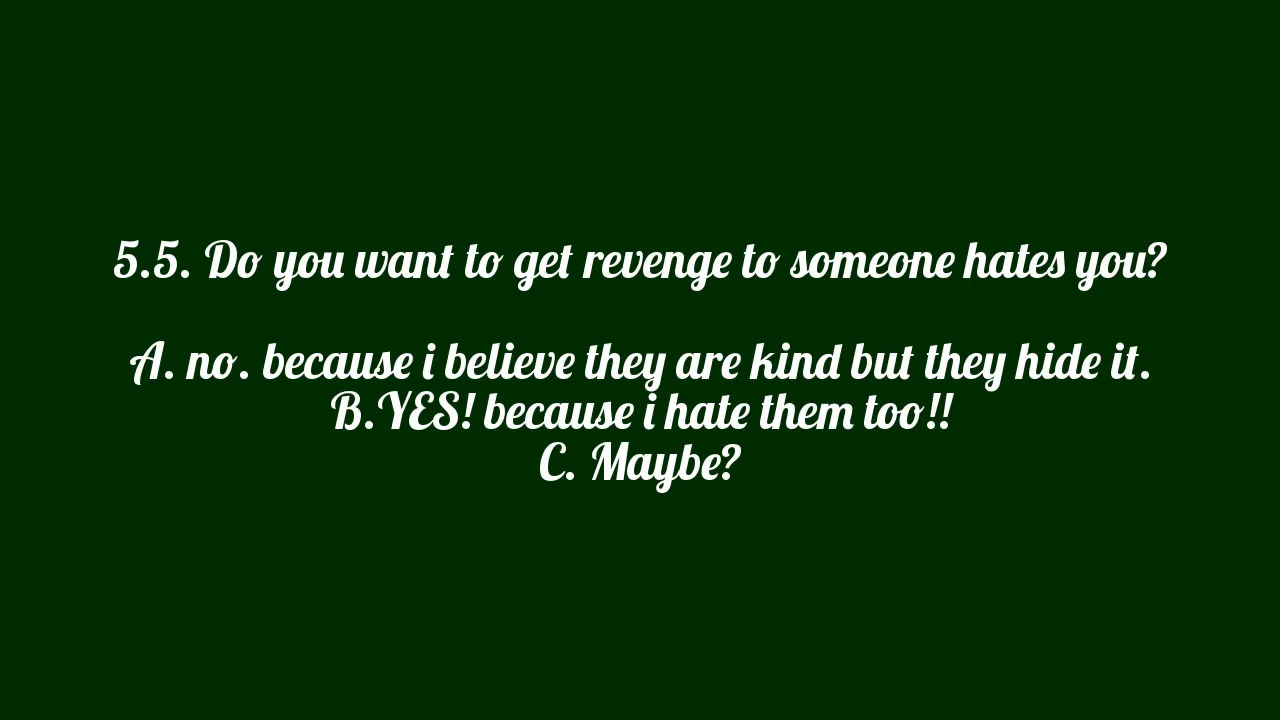 5.5. Do you want to get revenge to someone hates you?
A. no. because i believe they are kind but they hide it.
B.YES! because i hate them too!!
C. Maybe?